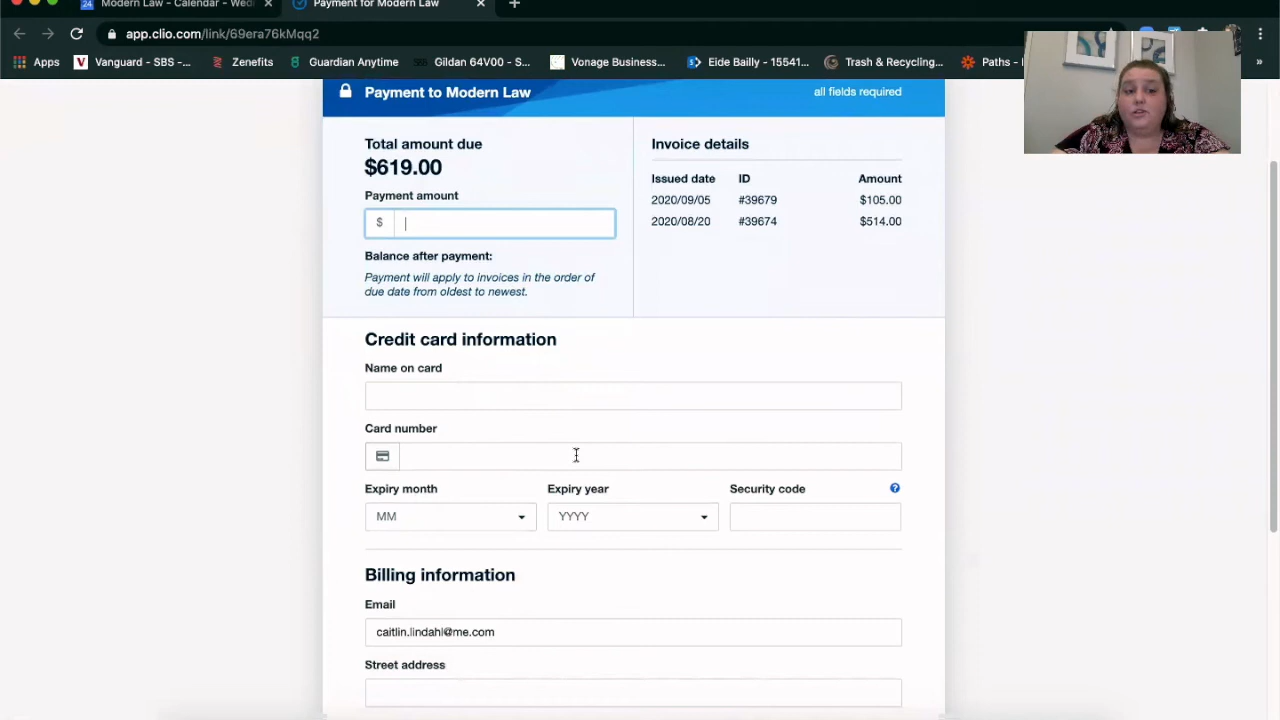 24 Modern Law - Calendar - Wed
Payment for Modern Law
app.clio.com/link/69era76kMqq2
Apps Vanguard - SBS -... Zenefits Guardian Anytime Gildan 64V00 - S... Vonage Business... Eide Bailly - 15541... Trash & Recycling... Paths - »
Payment to Modern Law all fields required
Total amount due
$619.00
Payment amount
$
Balance after payment:
Payment will apply to invoices in the order of
due date from oldest to newest.
Invoice details
Issued date ID Amount
2020/09/05 #39679 $105.00
2020/08/20 #39674 $514.00
Credit card information
Name on card
Card number
Expiry month Expiry year Security code ?
MM YYYY
Billing information
Email
caitlin.lindahl@me.com
Street address